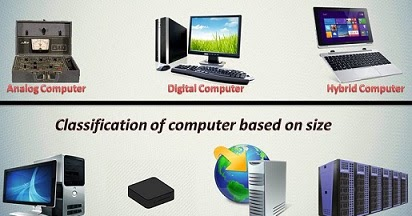 Analog Computer
Digital Computer
Hybrid Computer
Classification of computer based on size